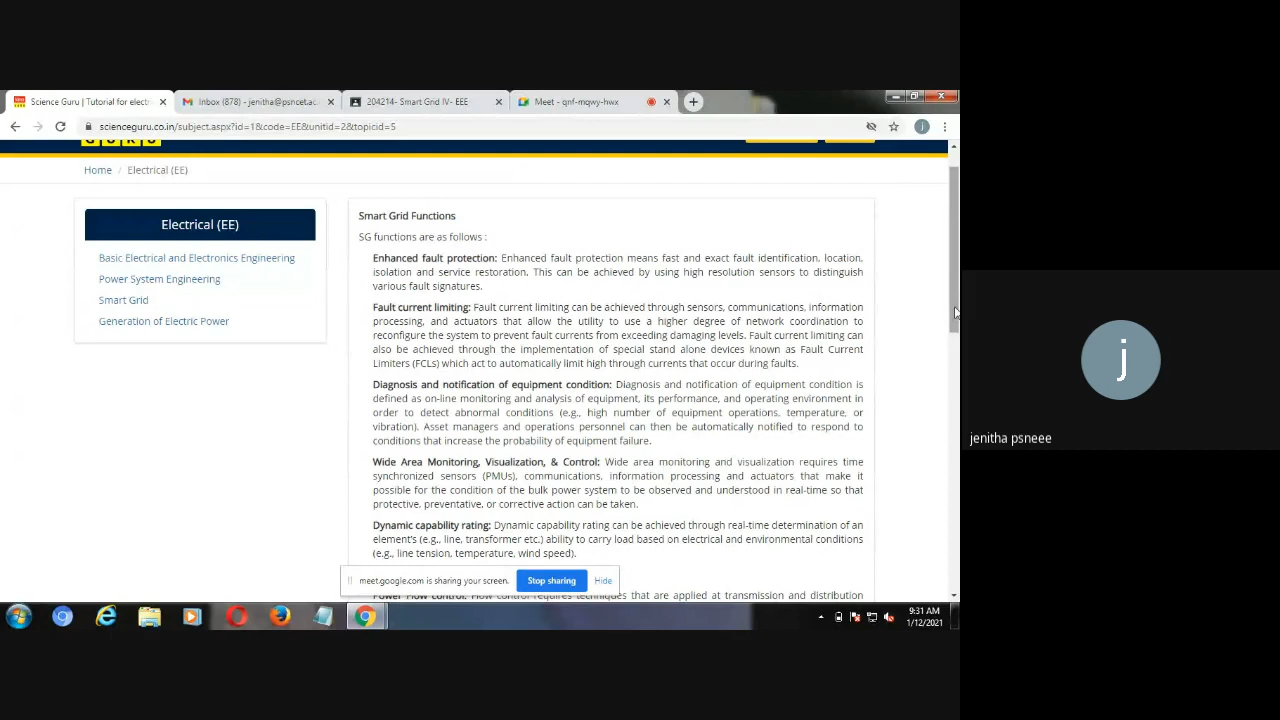 Science Guru | Tutorial for electr
Inbox (878) - jenitha@psncet.ac.
204214- Smart Grid IV- EEE
Meet - qnf-mqwy-hwx
scienceguru.co.in/subject.aspx?id=1&code=EE&unitid=2&topicid=5
j
GURU
Home / Electrical (EE)
Electrical (EE)
Basic Electrical and Electronics Engineering
Power System Engineering
Smart Grid
Generation of Electric Power
Smart Grid Functions
SG functions are as follows :
Enhanced fault protection: Enhanced fault protection means fast and exact fault identification, location,
isolation and service restoration. This can be achieved by using high resolution sensors to distinguish
various fault signatures.
Fault current limiting: Fault current limiting can be achieved through sensors, communications, information
processing, and actuators that allow the utility to use a higher degree of network coordination to
reconfigure the system to prevent fault currents from exceeding damaging levels. Fault current limiting can
also be achieved through the implementation of special stand alone devices known as Fault Current
Limiters (FCLs) which act to automatically limit high through currents that occur during faults.
Diagnosis and notification of equipment condition: Diagnosis and notification of equipment condition is
defined as on-line monitoring and analysis of equipment, its performance, and operating environment in
order to detect abnormal conditions (e.g., high number of equipment operations, temperature, or
vibration). Asset managers and operations personnel can then be automatically notified to respond to
conditions that increase the probability of equipment failure.
Wide Area Monitoring, Visualization, & Control: Wide area monitoring and visualization requires time
synchronized sensors (PMUs), communications, information processing and actuators that make it
possible for the condition of the bulk power system to be observed and understood in real-time so that
protective, preventative, or corrective action can be taken.
Dynamic capability rating: Dynamic capability rating can be achieved through real-time determination of an
element's (e.g., line, transformer etc.) ability to carry load based on electrical and environmental conditions
(e.g., line tension, temperature, wind speed).
Power Flow control: Flow control requires techniques that are applied at transmission and distribution
meet.google.com is sharing your screen.
Stop sharing
Hide
9:31 AM
1/12/2021
j
jenitha psneee